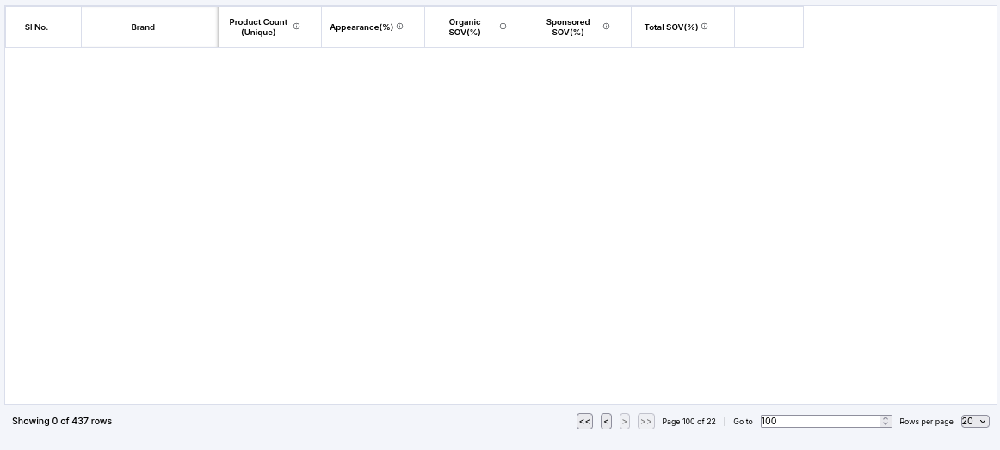 Sl No.
Brand
Product Count
(Unique)
Appearance(%)
Organic
SOV(%)
Sponsored
SOV(%)
Total SOV(%)
Showing 0 of 437 rows
<< < > >> Page 100 of 22 | Go to 100 Rows per page 20